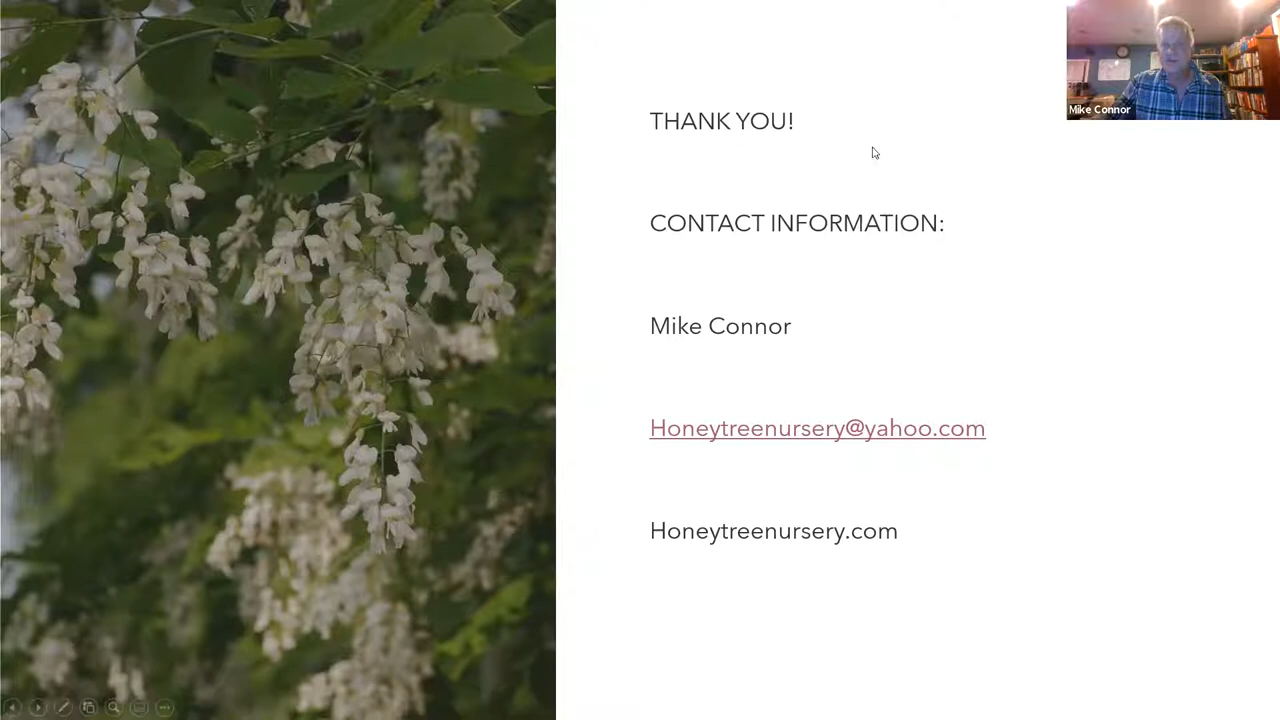 THANK YOU!
Mike Connor
CONTACT INFORMATION:
Mike Connor
Honeytreenursery@yahoo.com
Honeytreenursery.com